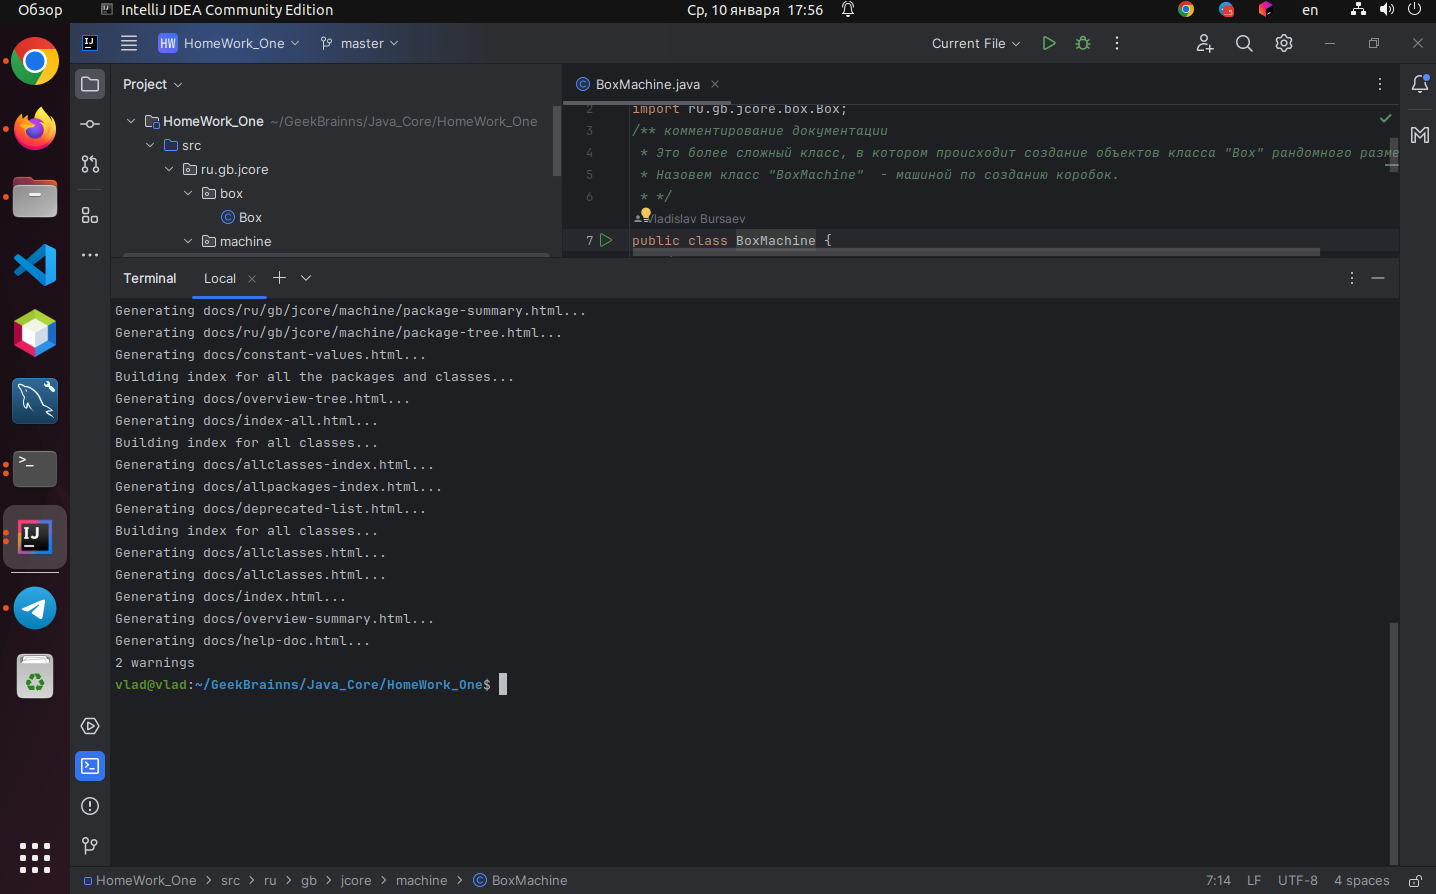 Обзор
IntelliJ IDEA Community Edition
Ср, 10 января 17:56
en
IJ
HW HomeWork_One
master
Current File
Project
BoxMachine.java
HomeWork_One ~/GeekBrainns/Java_Core/HomeWork_One
src
ru.gb.jcore
box
Box
machine
2 import ru.gb.jcore.box.Box;
3 /** комментирование документации
4 * Это более сложный класс, в котором происходит создание объектов класса "Box" рандомного разме
5 * Назовем класс "BoxMachine"  - машиной по созданию коробок.
6 * */
Vladislav Bursaev
7 public class BoxMachine {
Terminal
Local
Generating docs/ru/gb/jcore/machine/package-summary.html...
Generating docs/ru/gb/jcore/machine/package-tree.html...
Generating docs/constant-values.html...
Building index for all the packages and classes...
Generating docs/overview-tree.html...
Generating docs/index-all.html...
Building index for all classes...
Generating docs/allclasses-index.html...
Generating docs/allpackages-index.html...
Generating docs/deprecated-list.html...
Building index for all classes...
Generating docs/allclasses.html...
Generating docs/allclasses.html...
Generating docs/index.html...
Generating docs/overview-summary.html...
Generating docs/help-doc.html...
2 warnings
vlad@vlad:~/GeekBrainns/Java_Core/HomeWork_One$
IJ
HomeWork_One > src > ru > gb > jcore > machine > BoxMachine
7:14 LF UTF-8 4 spaces